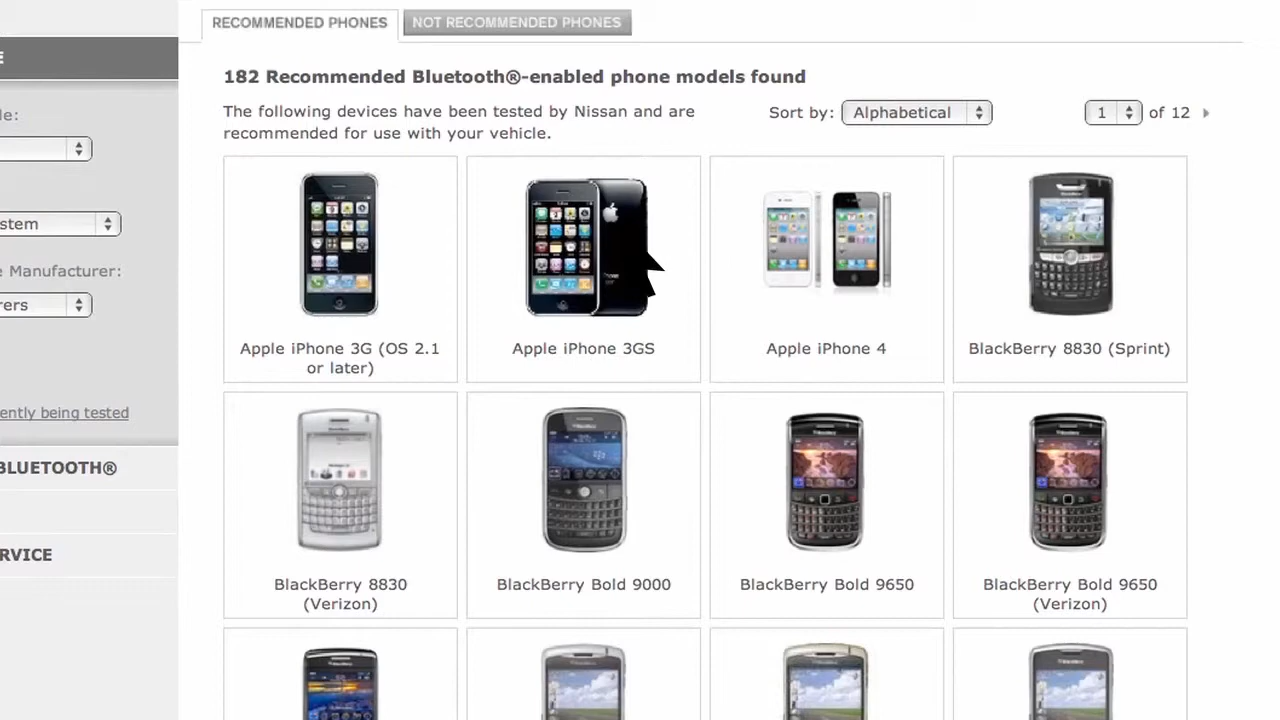 RECOMMENDED PHONES
NOT RECOMMENDED PHONES
E
182 Recommended Bluetooth®-enabled phone models found
The following devices have been tested by Nissan and are
recommended for use with your vehicle.
Sort by:
Alphabetical
1
of 12
le:
stem
e Manufacturer:
rers
ently being tested
BLUETOOTH®
RVICE
Apple iPhone 3G (OS 2.1
or later)
Apple iPhone 3GS
Apple iPhone 4
BlackBerry 8830 (Sprint)
BlackBerry 8830
(Verizon)
BlackBerry Bold 9000
BlackBerry Bold 9650
BlackBerry Bold 9650
(Verizon)